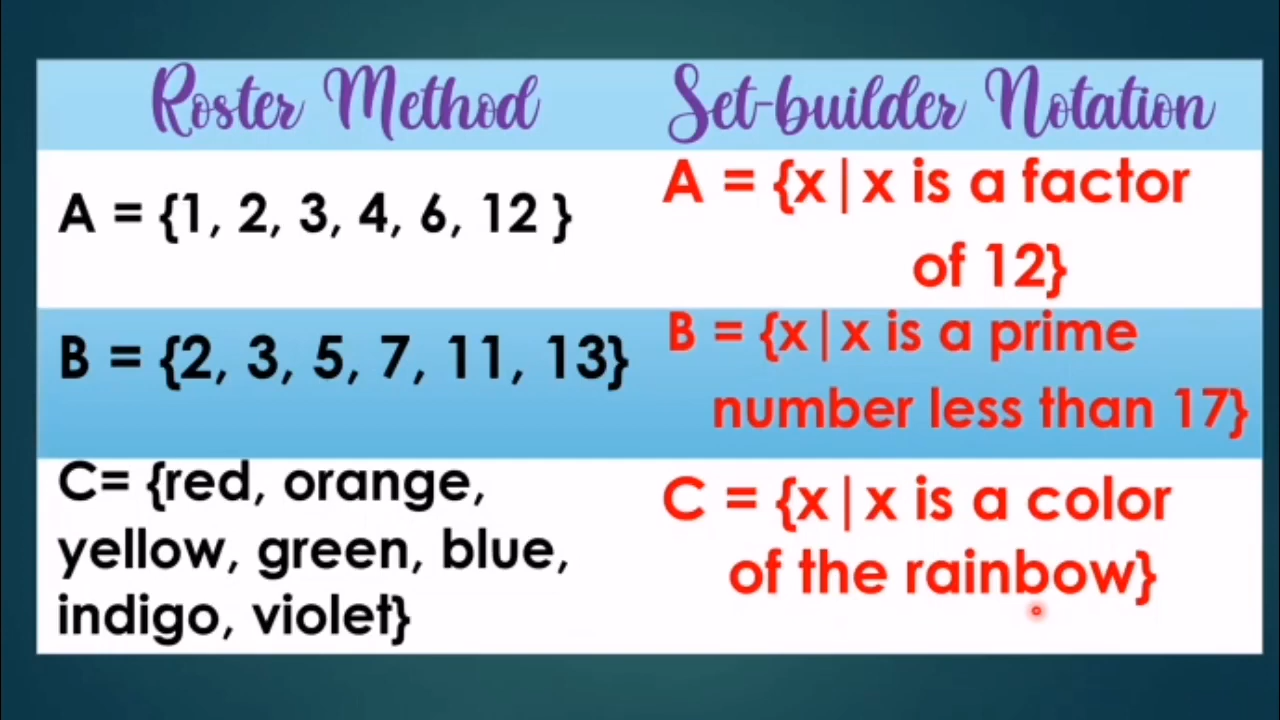 Roster Method
Set-builder Notation
A = {1, 2, 3, 4, 6, 12 }
A = {x|x is a factor
of 12}
B = {2, 3, 5, 7, 11, 13}
B = {x|x is a prime
number less than 17}
C= {red, orange,
yellow, green, blue,
indigo, violet}
C = {x|x is a color
of the rainbow}